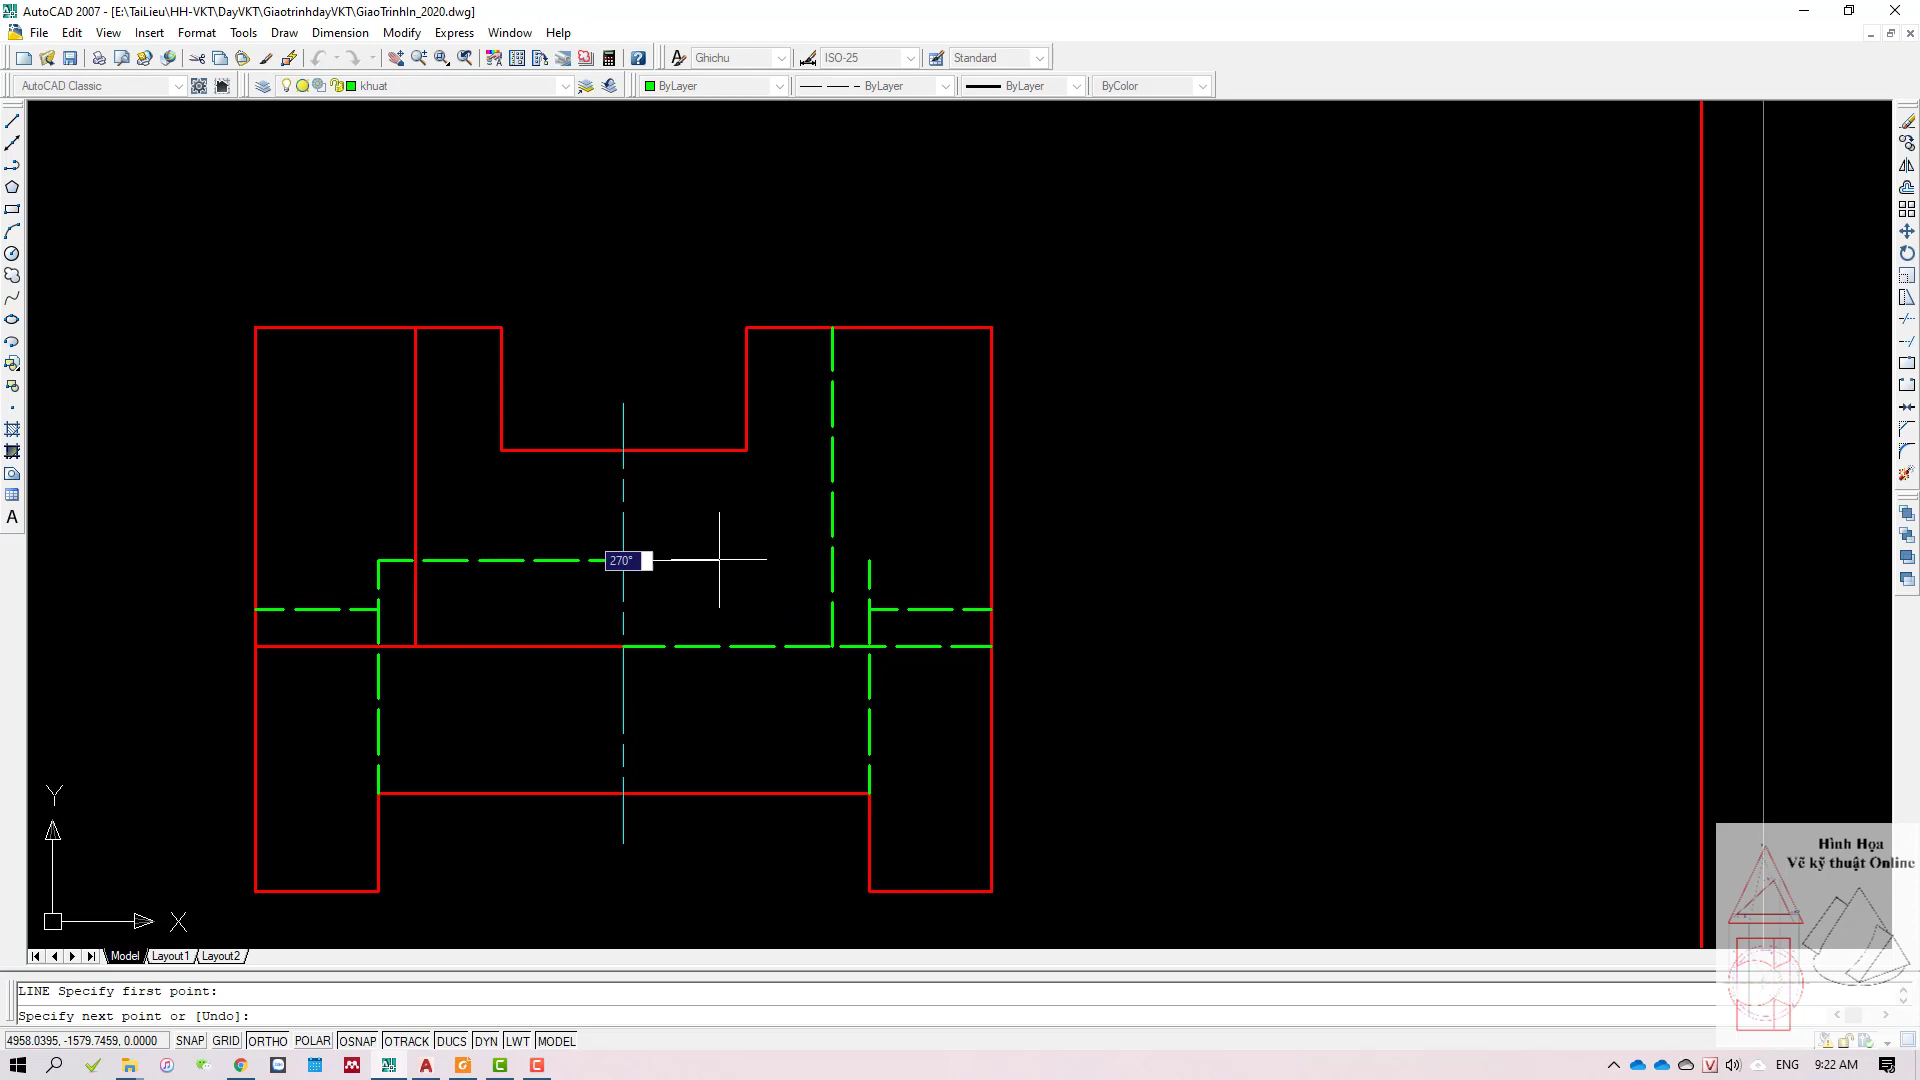 AutoCAD 2007 - [E:\TaiLieu\HH-VKT\DayVKT\GiaotrinhdayVKT\GiaoTrinhIn_2020.dwg]
File Edit View Insert Format Tools Draw Dimension Modify Express Window Help
Ghichu ISO-25 Standard
AutoCAD Classic khuat ByLayer ByLayer ByLayer ByColor
A
270°
Y
X
Hình Họa
Vẽ kỹ thuật Online
Model Layout1 Layout2
LINE Specify first point:
Specify next point or [Undo]:
4958.0395, -1579.7459, 0.0000 SNAP GRID ORTHO POLAR OSNAP OTRACK DUCS DYN LWT MODEL
ENG 9:22 AM